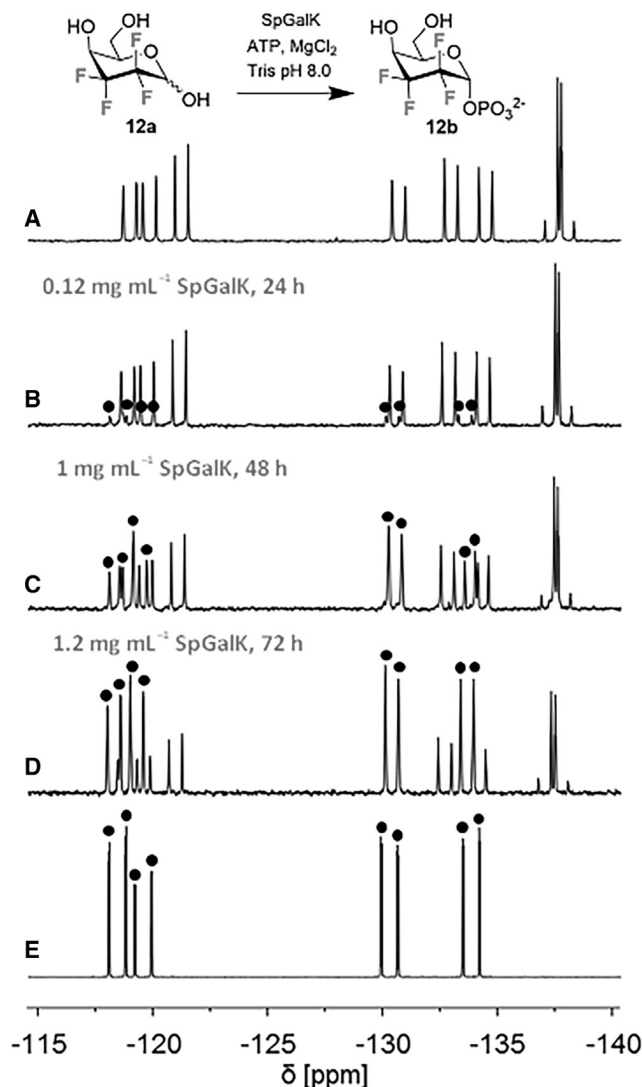 HO OH
O
F F
F F
OH
12a
SpGalK
ATP, MgCl₂
Tris pH 8.0
HO OH
O
F F
F F
OPO₃²⁻
12b
A
0.12 mg mL⁻¹ SpGalK, 24 h
B
1 mg mL⁻¹ SpGalK, 48 h
C
1.2 mg mL⁻¹ SpGalK, 72 h
D
E
-115 -120 -125 -130 -135 -140
δ [ppm]